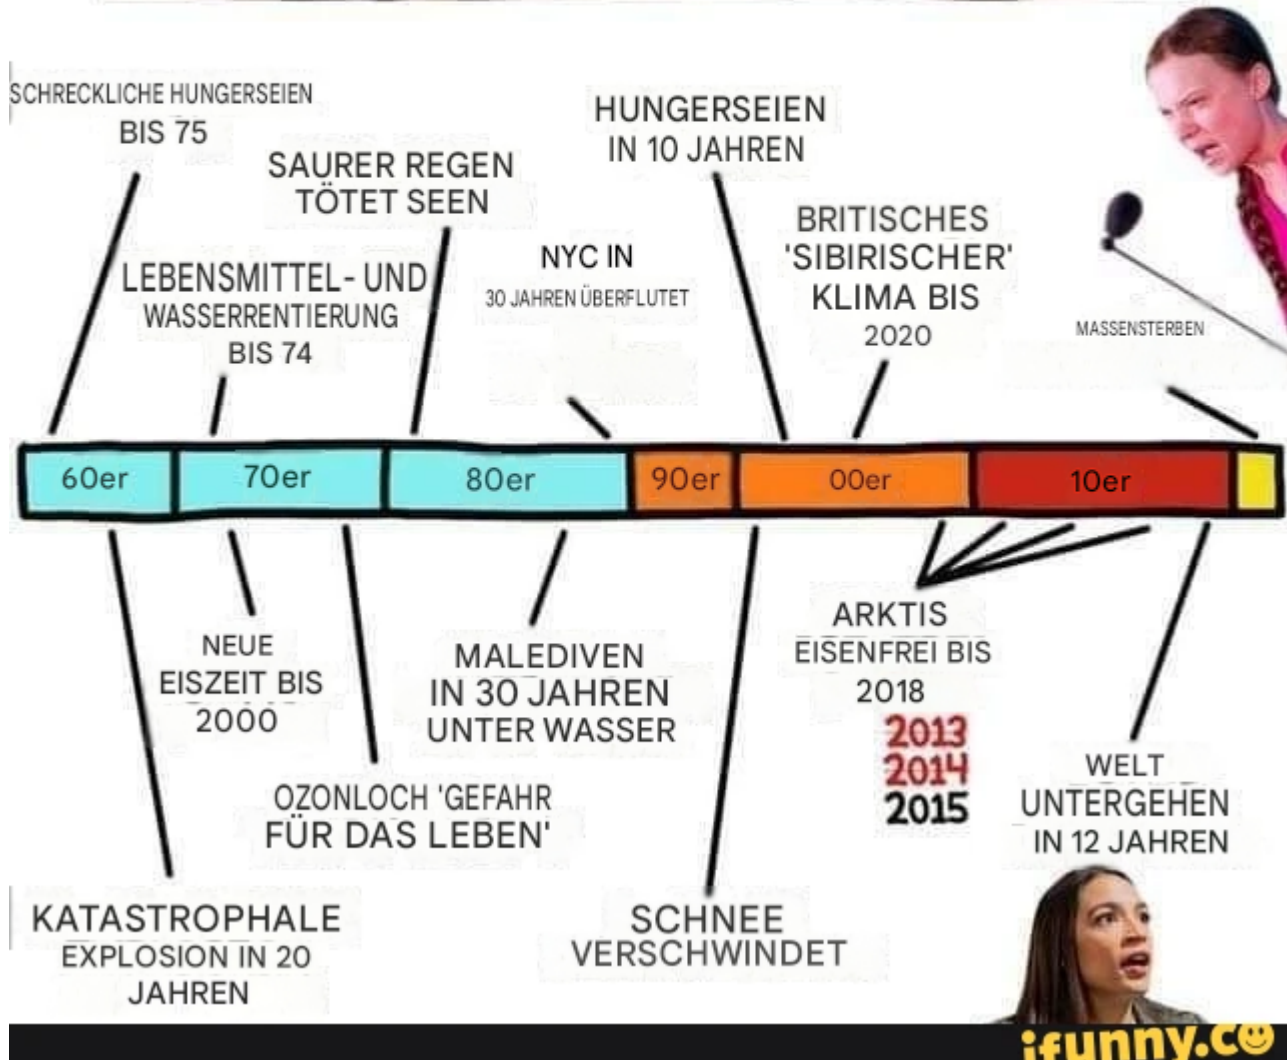 SCHRECKLICHE HUNGERSEIEN
BIS 75
SAURER REGEN
TÖTET SEEN
LEBENSMITTEL- UND
WASSERRENTIERUNG
BIS 74
NYC IN
30 JAHREN ÜBERFLUTET
HUNGERSEIEN
IN 10 JAHREN
BRITISCHES
'SIBIRISCHER'
KLIMA BIS
2020
MASSENSTERBEN
60er
70er
80er
90er
00er
10er
KATASTROPHALE
EXPLOSION IN 20
JAHREN
NEUE
EISZEIT BIS
2000
OZONLOCH 'GEFAHR
FÜR DAS LEBEN'
MALEDIVEN
IN 30 JAHREN
UNTER WASSER
SCHNEE
VERSCHWINDET
ARKTIS
EISENFREI BIS
2018
2013
2014
2015
WELT
UNTERGEHEN
IN 12 JAHREN
ifunny.co